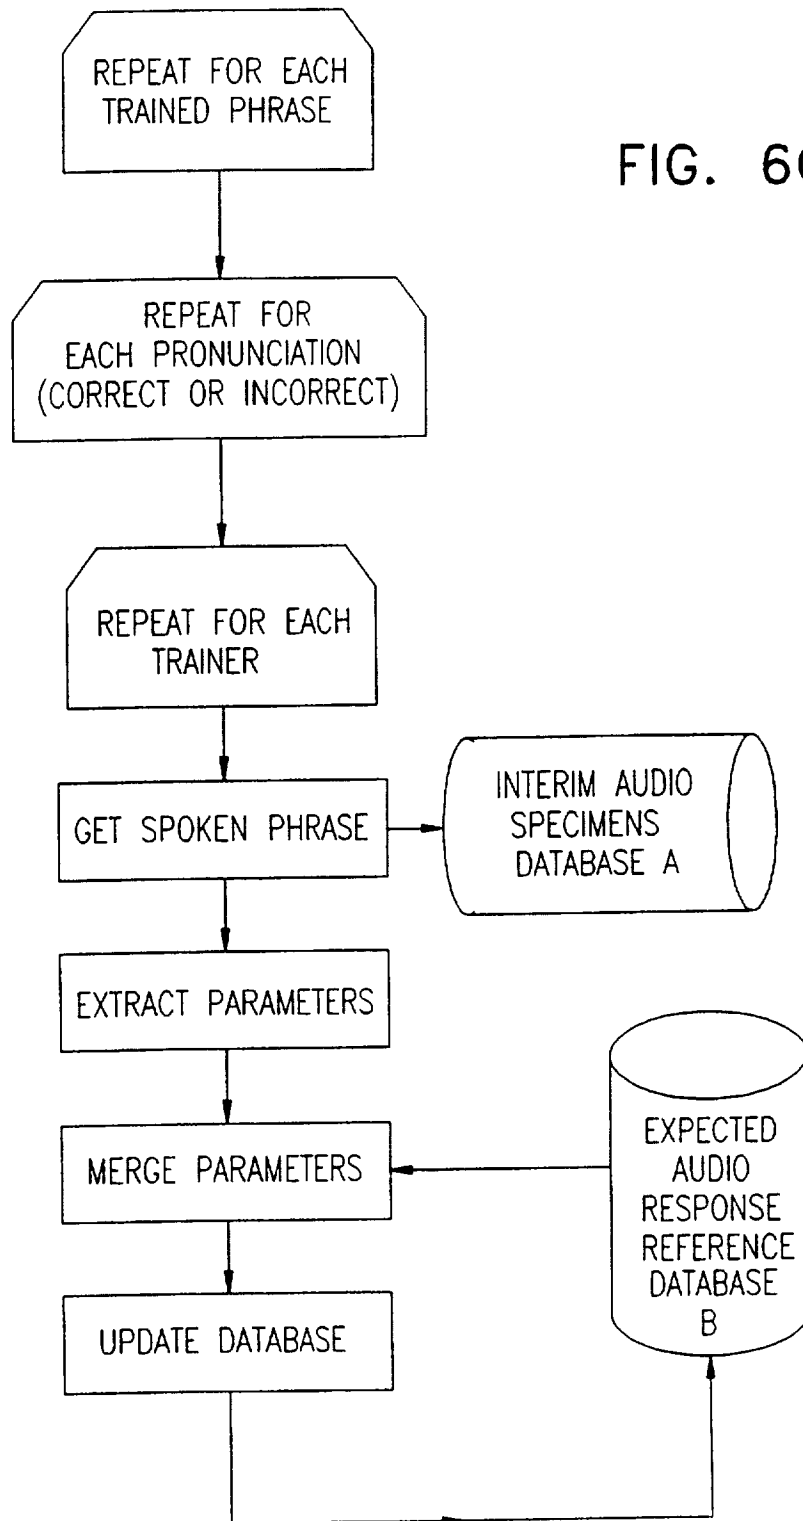 REPEAT FOR EACH
TRAINED PHRASE
FIG. 6
REPEAT FOR
EACH PRONUNCIATION
(CORRECT OR INCORRECT)
REPEAT FOR EACH
TRAINER
GET SPOKEN PHRASE
INTERIM AUDIO
SPECIMENS
DATABASE A
EXTRACT PARAMETERS
MERGE PARAMETERS
EXPECTED
AUDIO
RESPONSE
REFERENCE
DATABASE
B
UPDATE DATABASE